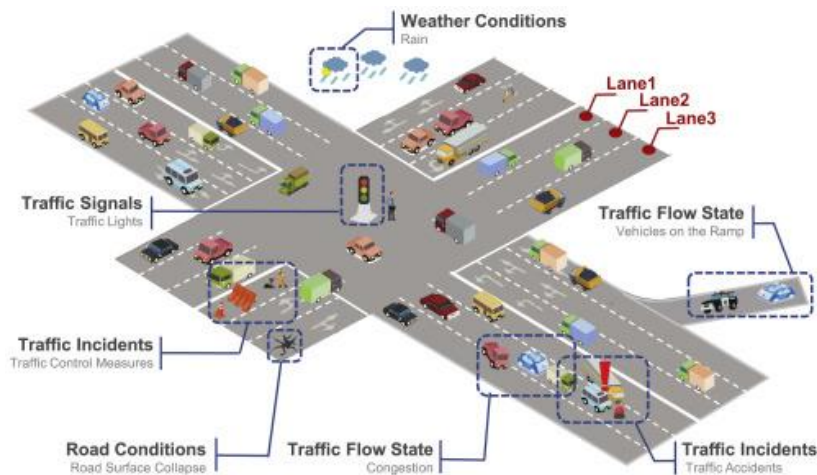 Weather Conditions
Rain
Lane1
Lane2
Lane3
Traffic Signals
Traffic Lights
Traffic Flow State
Vehicles on the Ramp
Traffic Incidents
Traffic Control Measures
Road Conditions
Road Surface Collapse
Traffic Flow State
Congestion
Traffic Incidents
Traffic Accidents